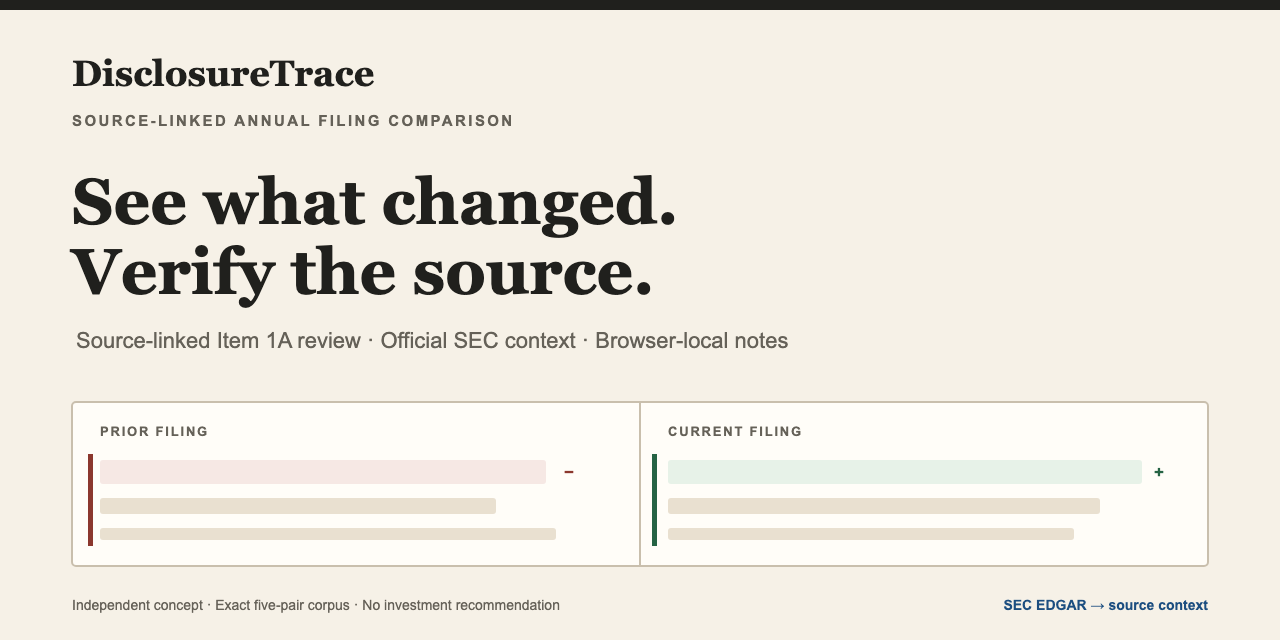 DisclosureTrace
SOURCE-LINKED ANNUAL FILING COMPARISON
See what changed.
Verify the source.
Source-linked Item 1A review · Official SEC context · Browser-local notes
PRIOR FILING
−
CURRENT FILING
+
Independent concept · Exact five-pair corpus · No investment recommendation
SEC EDGAR → source context